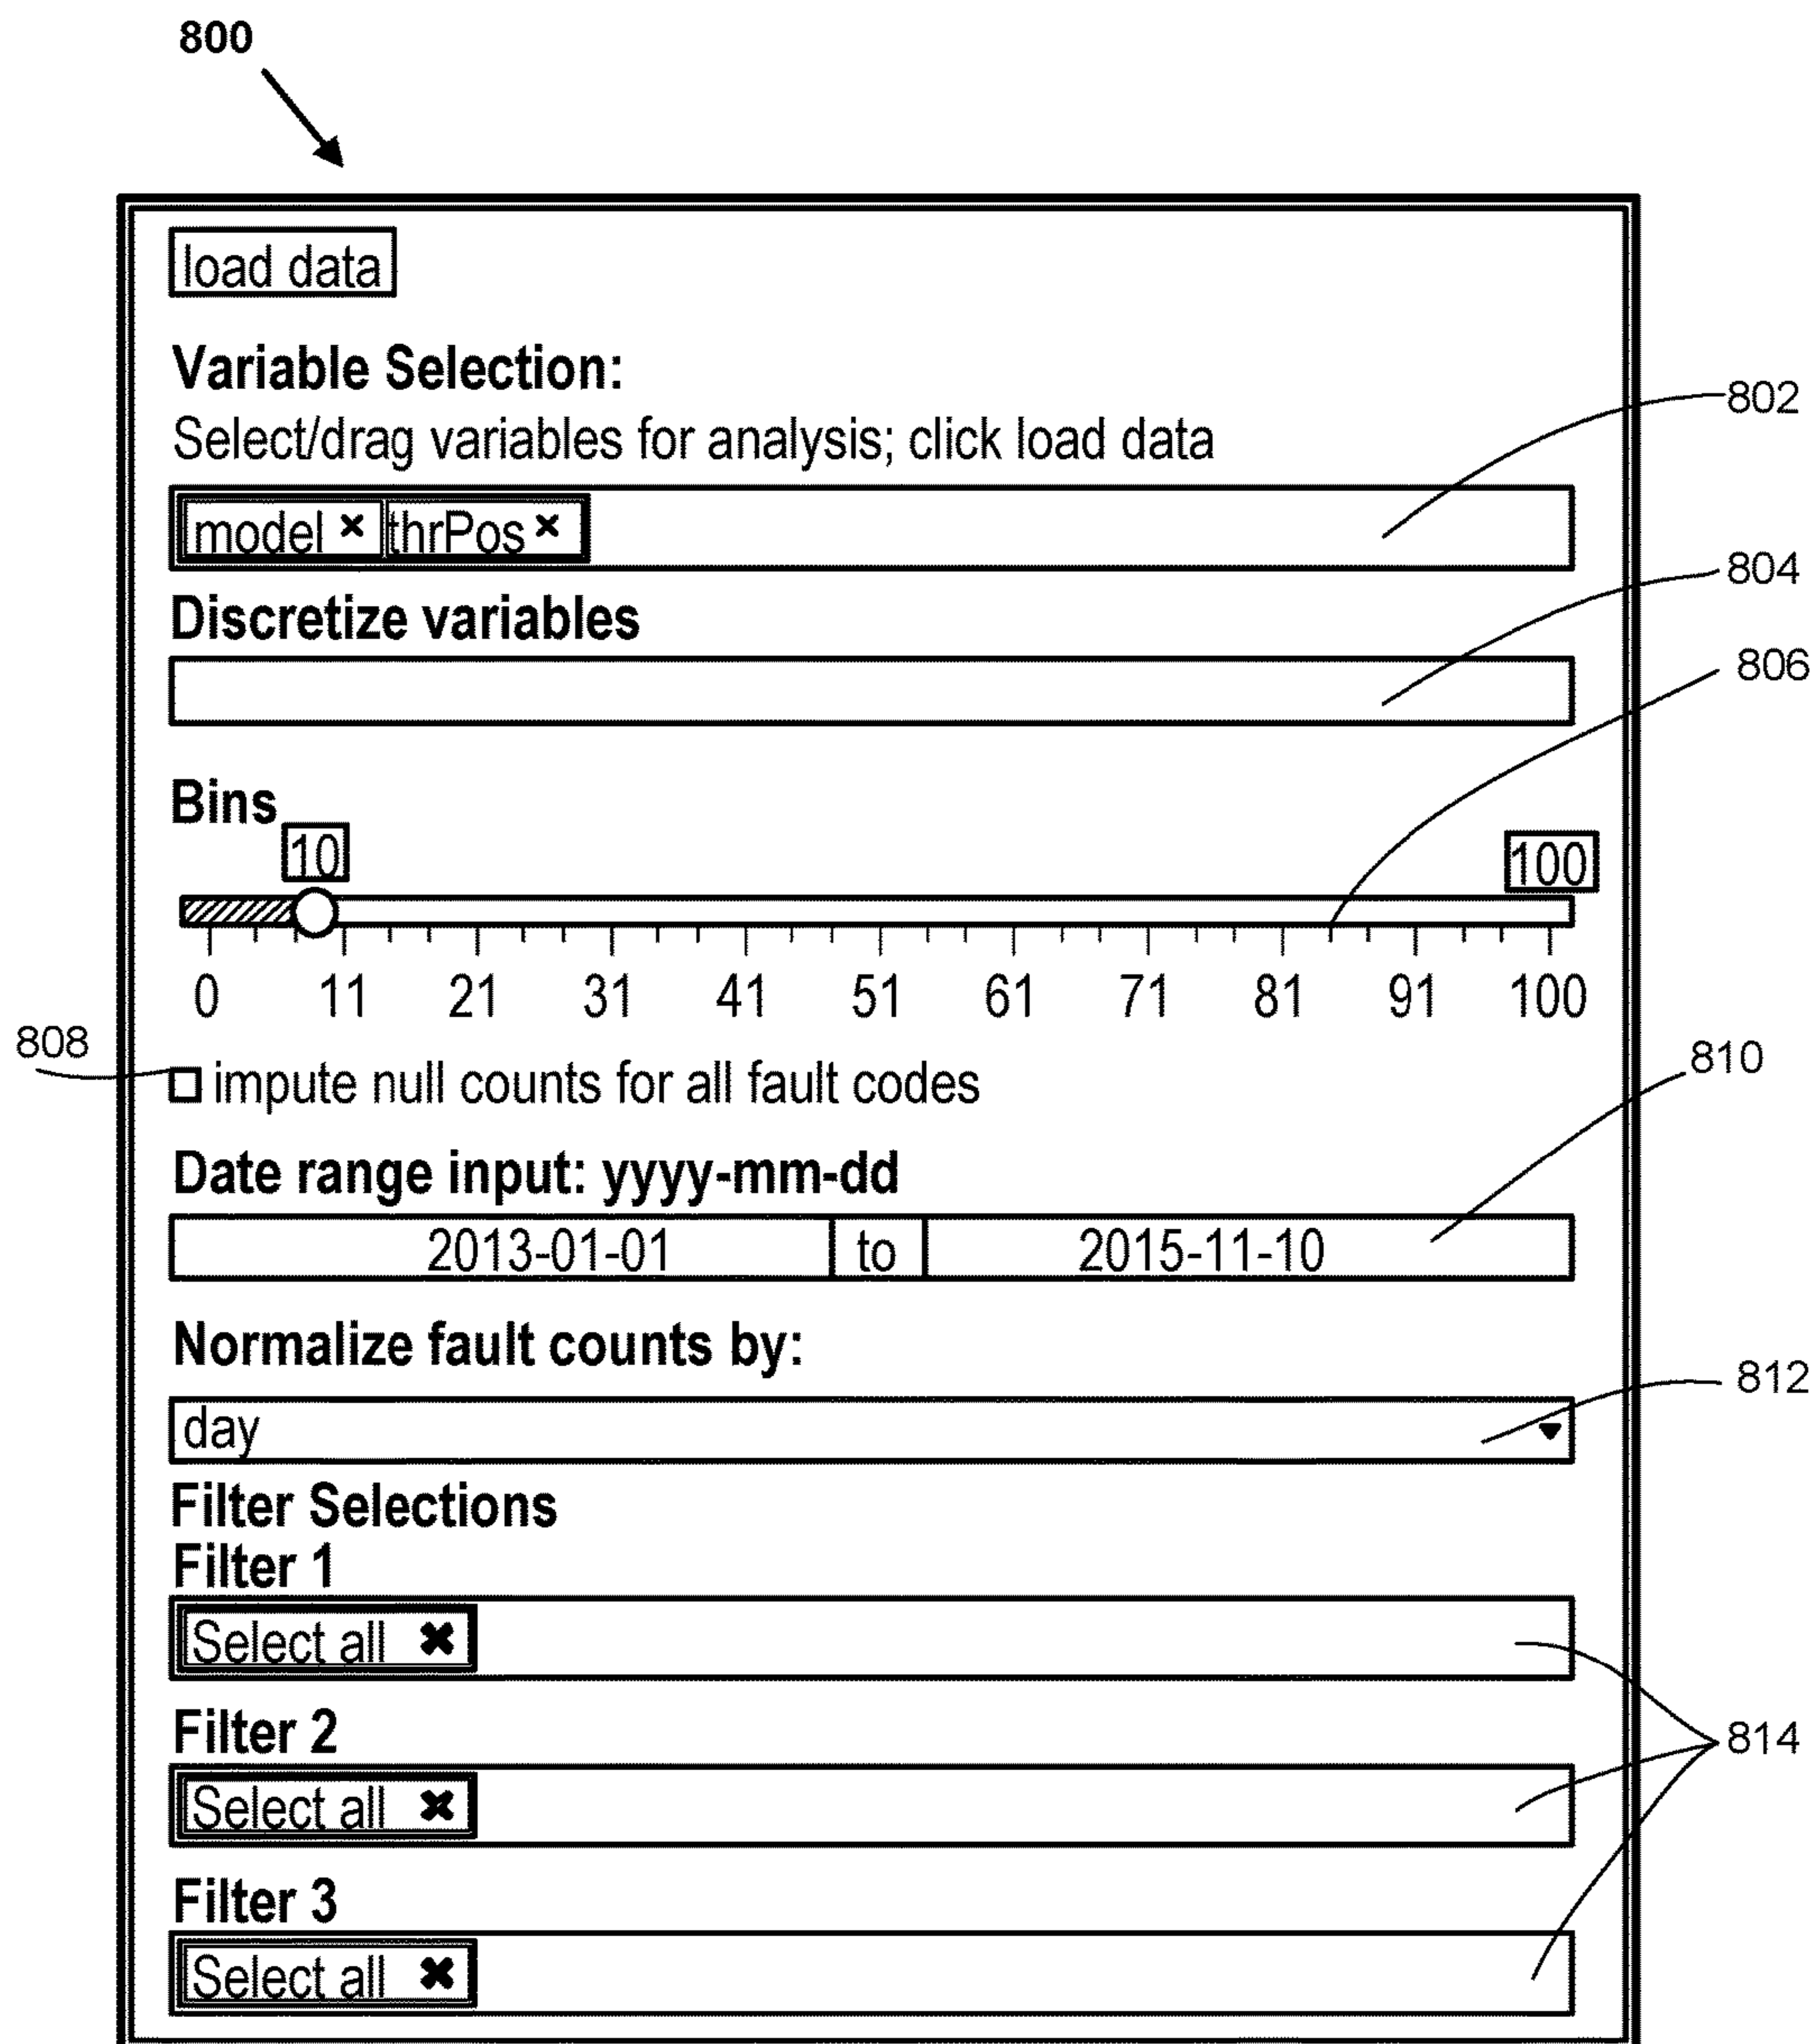 800
load data
Variable Selection:
802
Select/drag variables for analysis; click load data
model × thrPos ×
804
Discretize variables
806
Bins
10
100
0 11 21 31 41 51 61 71 81 91 100
808
impute null counts for all fault codes
810
Date range input: yyyy-mm-dd
2013-01-01 to 2015-11-10
Normalize fault counts by:
812
day
Filter Selections
Filter 1
Select all ✖
Filter 2
814
Select all ✖
Filter 3
Select all ✖